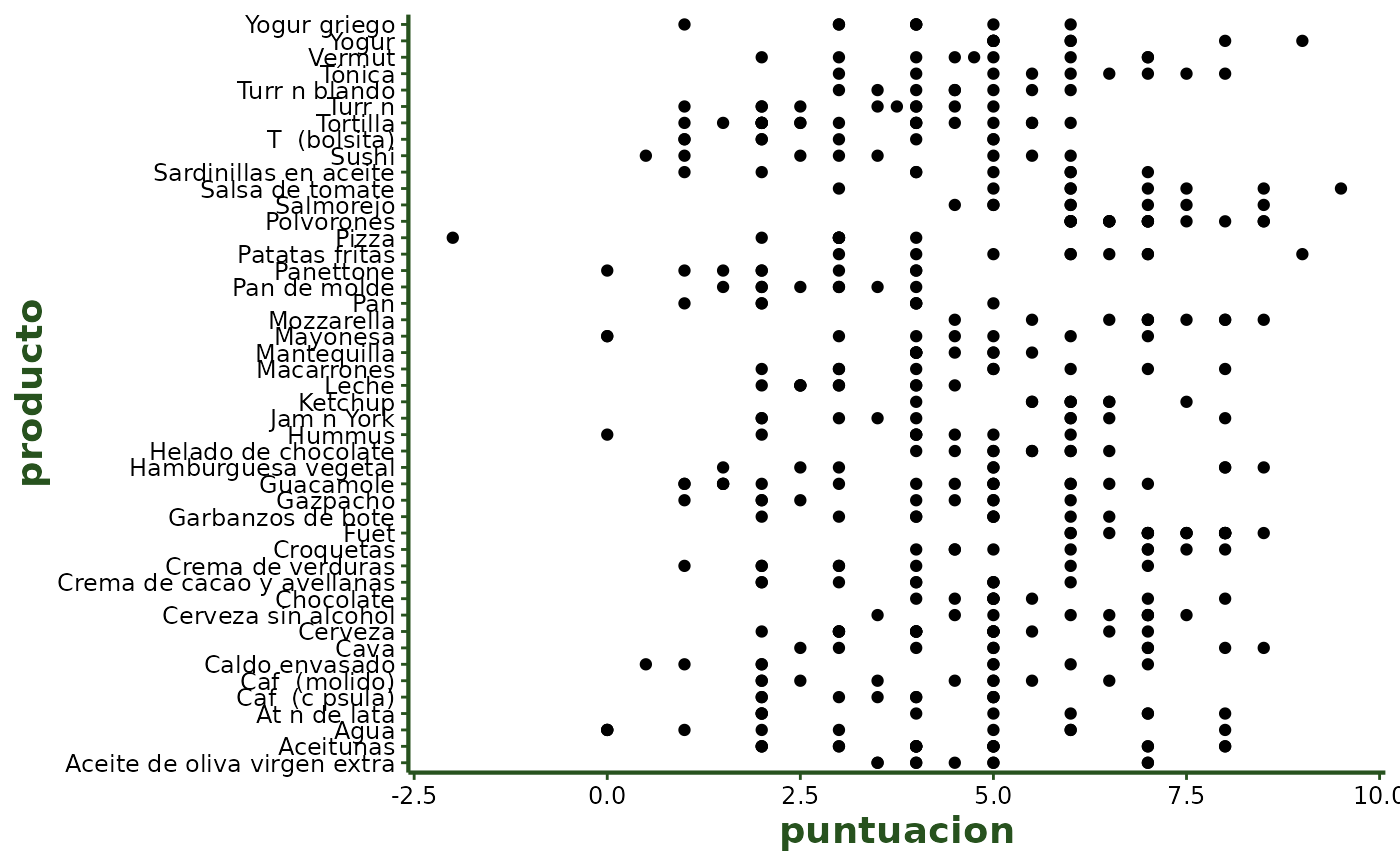 Yogur griego
Yogur
Vermut
Tónica
Turr n blando
Turr n
Tortilla
T  (bolsita)
Sushi
Sardinillas en aceite
Salsa de tomate
Salmorejo
Polvorones
Pizza
Patatas fritas
Panettone
Pan de molde
Pan
Mozzarella
Mayonesa
Mantequilla
Macarrones
Leche
Ketchup
Jam n York
Hummus
Helado de chocolate
Hamburguesa vegetal
Guacamole
Gazpacho
Garbanzos de bote
Fuet
Croquetas
Crema de verduras
Crema de cacao y avellanas
Chocolate
Cerveza sin alcohol
Cerveza
Cava
Caldo envasado
Caf  (molido)
Caf  (c psula)
At n de lata
Agua
Aceitunas
Aceite de oliva virgen extra
producto
-2.5 0.0 2.5 5.0 7.5 10.0
puntuacion